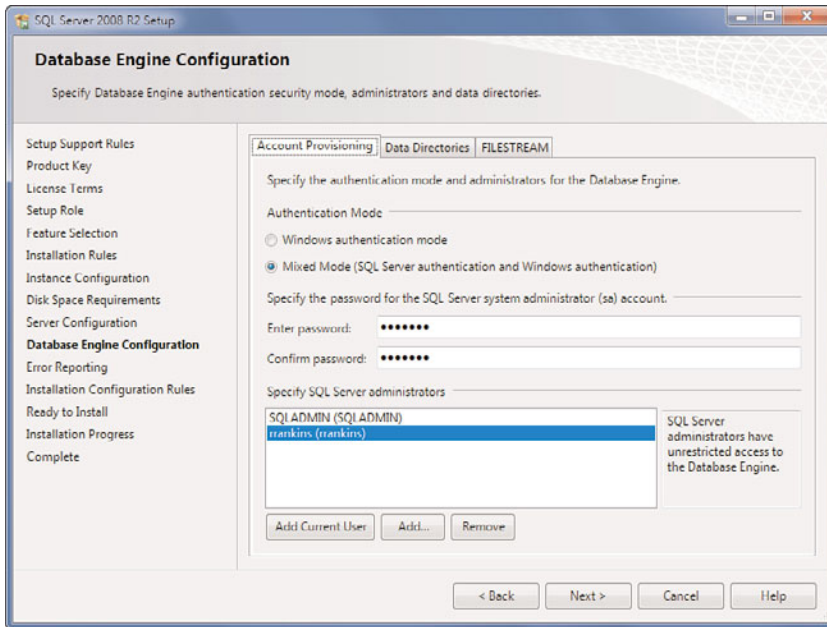 SQL Server 2008 R2 Setup
Database Engine Configuration
Specify Database Engine authentication security mode, administrators and data directories.
Setup Support Rules
Product Key
License Terms
Setup Role
Feature Selection
Installation Rules
Instance Configuration
Disk Space Requirements
Server Configuration
Database Engine Configuration
Error Reporting
Installation Configuration Rules
Ready to Install
Installation Progress
Complete
Account Provisioning Data Directories FILESTREAM
Specify the authentication mode and administrators for the Database Engine.
Authentication Mode
Windows authentication mode
Mixed Mode (SQL Server authentication and Windows authentication)
Specify the password for the SQL Server system administrator (sa) account.
Enter password: •••••••
Confirm password: •••••••
Specify SQL Server administrators
SQLADMIN (SQLADMIN)
rrankins (rrankins)
SQL Server
administrators have
unrestricted access to
the Database Engine.
Add Current User Add... Remove
< Back Next > Cancel Help